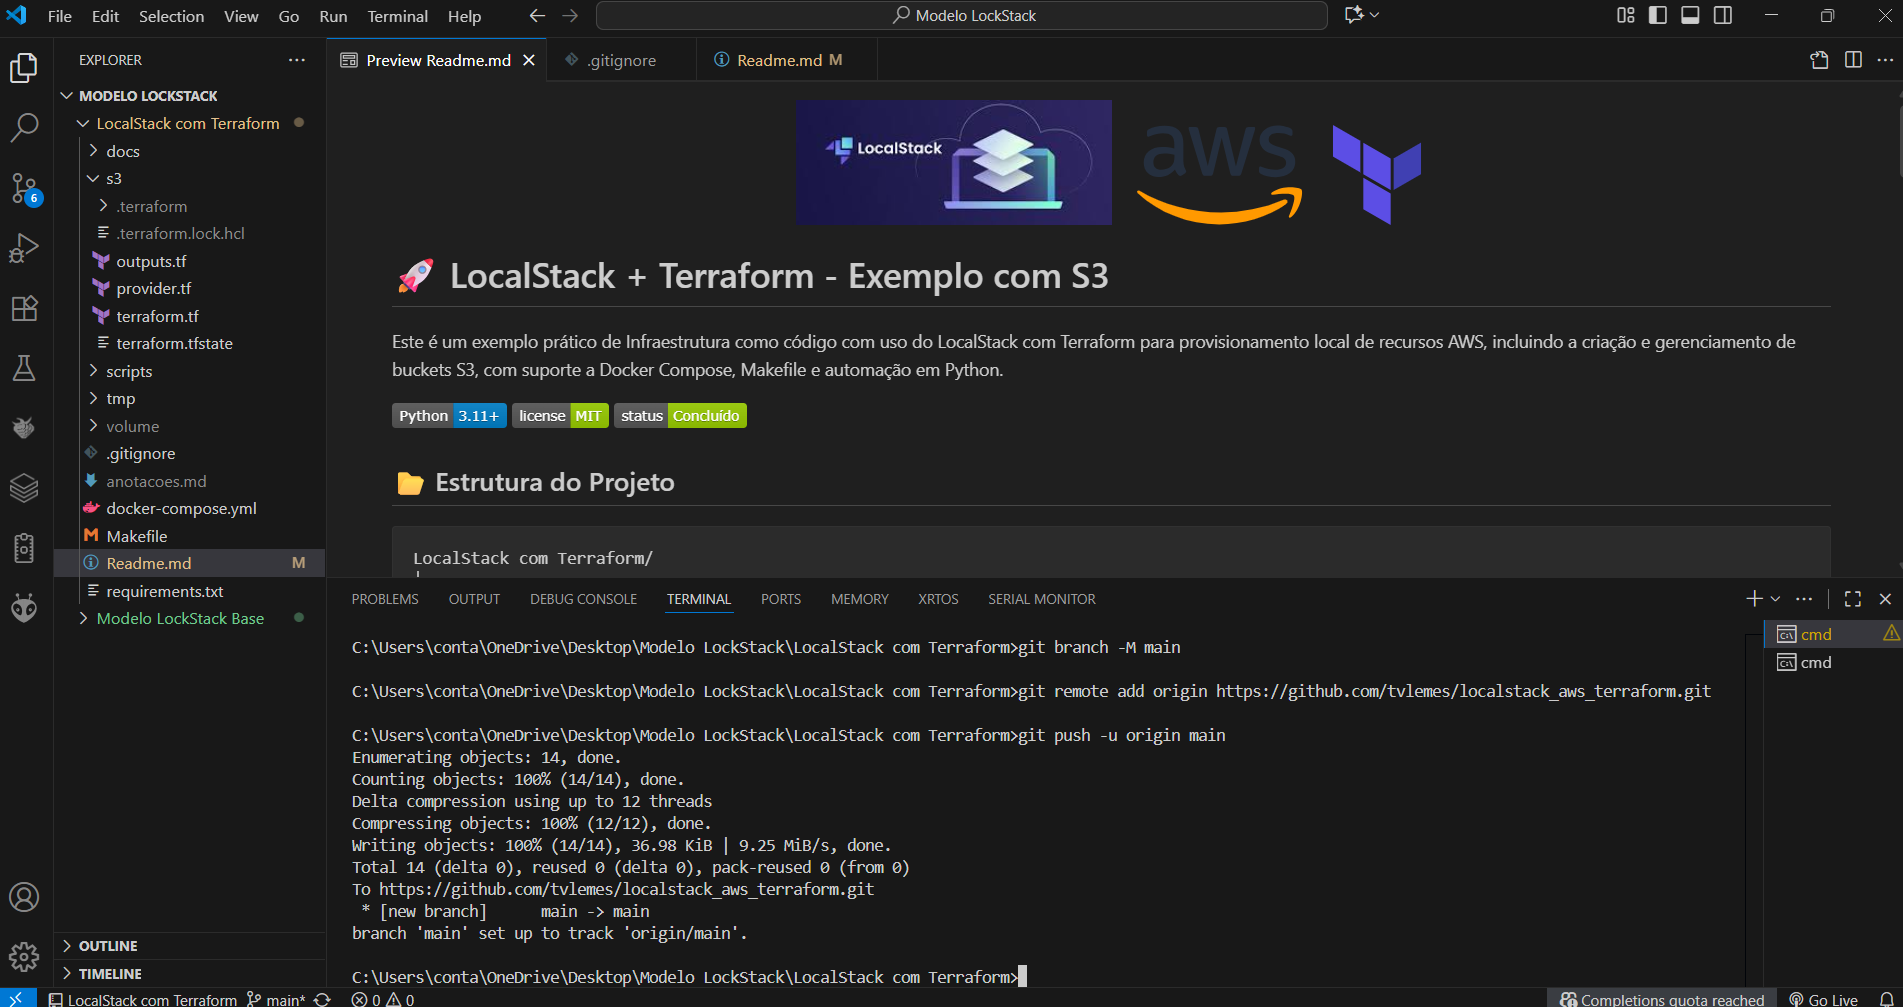 File Edit Selection View Go Run Terminal Help
Modelo LockStack
EXPLORER
MODELO LOCKSTACK
LocalStack com Terraform
docs
s3
.terraform
.terraform.lock.hcl
outputs.tf
provider.tf
terraform.tf
terraform.tfstate
scripts
tmp
volume
.gitignore
anotacoes.md
docker-compose.yml
Makefile
Readme.md M
requirements.txt
Modelo LockStack Base
OUTLINE
TIMELINE
6
Preview Readme.md .gitignore Readme.md M
LocalStack aws
🚀 LocalStack + Terraform - Exemplo com S3
Este é um exemplo prático de Infraestrutura como código com uso do LocalStack com Terraform para provisionamento local de recursos AWS, incluindo a criação e gerenciamento de
buckets S3, com suporte a Docker Compose, Makefile e automação em Python.
Python 3.11+ license MIT status Concluído
📂 Estrutura do Projeto
LocalStack com Terraform/
PROBLEMS OUTPUT DEBUG CONSOLE TERMINAL PORTS MEMORY XRTOS SERIAL MONITOR
C:\Users\conta\OneDrive\Desktop\Modelo LockStack\LocalStack com Terraform>git branch -M main
C:\Users\conta\OneDrive\Desktop\Modelo LockStack\LocalStack com Terraform>git remote add origin https://github.com/tvlemes/localstack_aws_terraform.git
C:\Users\conta\OneDrive\Desktop\Modelo LockStack\LocalStack com Terraform>git push -u origin main
Enumerating objects: 14, done.
Counting objects: 100% (14/14), done.
Delta compression using up to 12 threads
Compressing objects: 100% (12/12), done.
Writing objects: 100% (14/14), 36.98 KiB | 9.25 MiB/s, done.
Total 14 (delta 0), reused 0 (delta 0), pack-reused 0 (from 0)
To https://github.com/tvlemes/localstack_aws_terraform.git
* [new branch]      main -> main
branch 'main' set up to track 'origin/main'.
C:\Users\conta\OneDrive\Desktop\Modelo LockStack\LocalStack com Terraform>
cmd
cmd
LocalStack com Terraform main* 0 0 Completions quota reached Go Live